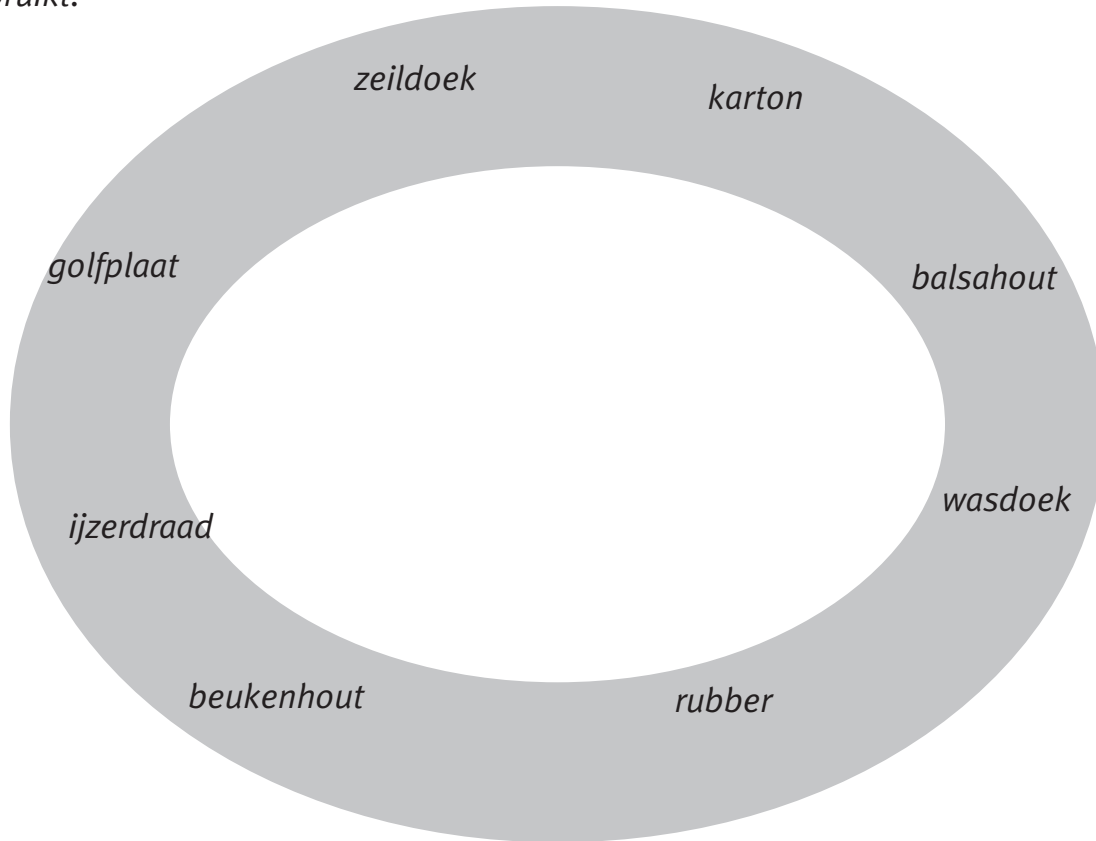 zeildoek
karton
golfplaat
balsahout
wasdoek
ijzerdraad
beukenhout
rubber